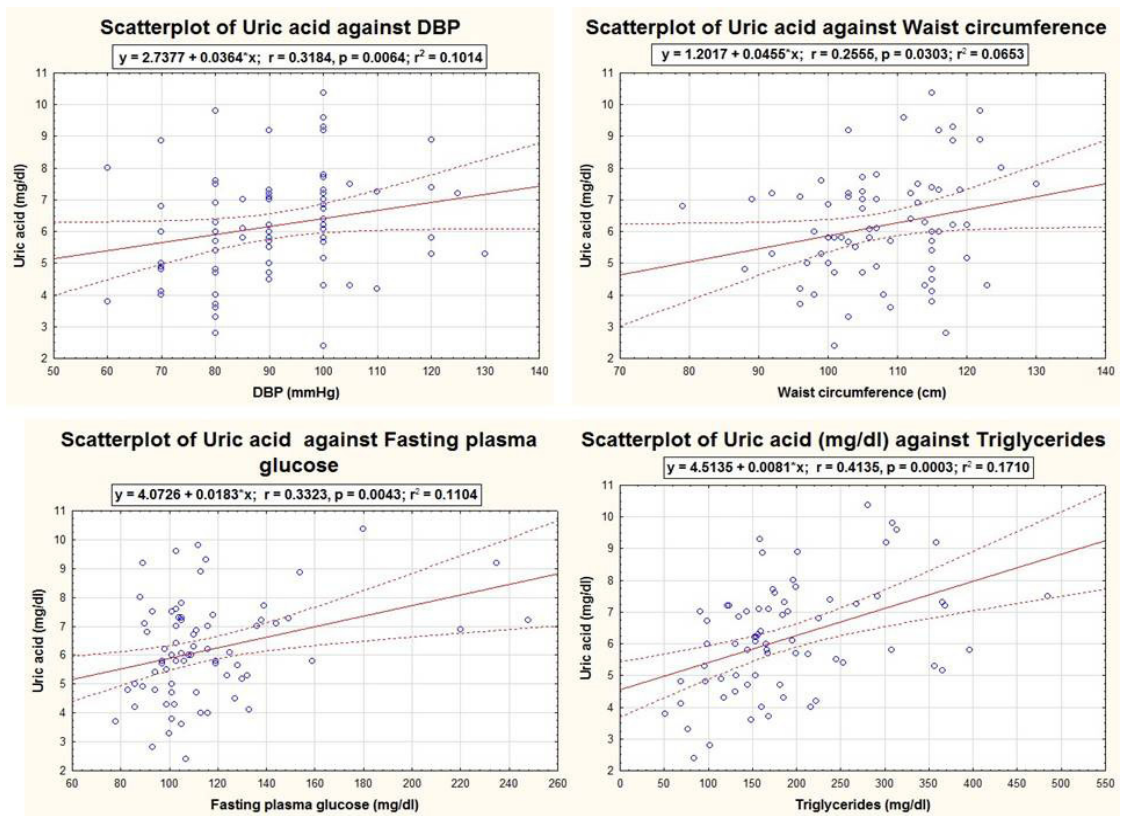 Scatterplot of Uric acid against DBP
y = 2.7377 + 0.0364*x; r = 0.3184, p = 0.0064; r² = 0.1014
11
10
9
8
7
6
5
4
3
2
Uric acid (mg/dl)
50 60 70 80 90 100 110 120 130 140
DBP (mmHg)
Scatterplot of Uric acid against Waist circumference
y = 1.2017 + 0.0455*x; r = 0.2555, p = 0.0303; r² = 0.0653
11
10
9
8
7
6
5
4
3
2
Uric acid (mg/dl)
70 80 90 100 110 120 130 140
Waist circumference (cm)
Scatterplot of Uric acid against Fasting plasma
glucose
y = 4.0726 + 0.0183*x; r = 0.3323, p = 0.0043; r² = 0.1104
11
10
9
8
7
6
5
4
3
2
Uric acid (mg/dl)
60 80 100 120 140 160 180 200 220 240 260
Fasting plasma glucose (mg/dl)
Scatterplot of Uric acid (mg/dl) against Triglycerides
y = 4.5135 + 0.0081*x; r = 0.4135, p = 0.0003; r² = 0.1710
11
10
9
8
7
6
5
4
3
2
Uric acid (mg/dl)
0 50 100 150 200 250 300 350 400 450 500 550
Triglycerides (mg/dl)